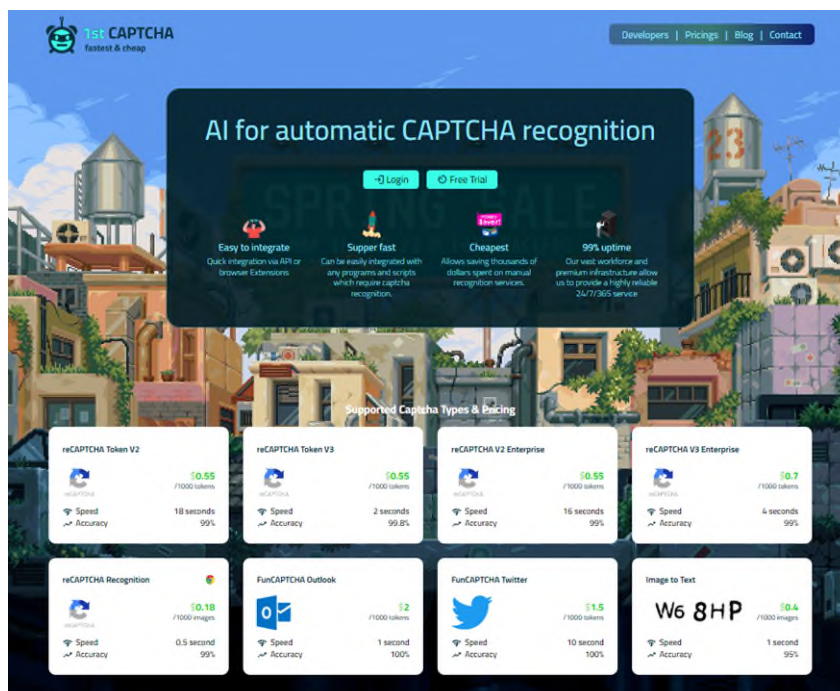 1st CAPTCHA
fastest & cheap
Developers | Pricings | Blog | Contact
AI for automatic CAPTCHA recognition
Login
Free Trial
Easy to integrate
Quick integration via API or
browser Extensions
Supper fast
Can be easily integrated with
any programs and scripts
which require captcha
recognition.
Cheapest
Allows saving thousands of
dollars spent on manual
recognition services.
99% uptime
Our vast workforce and
premium infrastructure allow
us to provide a highly reliable
24/7/365 service
23
Supported Captcha Types & Pricing
reCAPTCHA Token V2
reCAPTCHA
$0.55
/1000 tokens
Speed 18 seconds
Accuracy 99%
reCAPTCHA Token V3
reCAPTCHA
$0.55
/1000 tokens
Speed 2 seconds
Accuracy 99.8%
reCAPTCHA V2 Enterprise
reCAPTCHA
$0.55
/1000 tokens
Speed 16 seconds
Accuracy 99%
reCAPTCHA V3 Enterprise
reCAPTCHA
$0.7
/1000 tokens
Speed 4 seconds
Accuracy 99%
reCAPTCHA Recognition
reCAPTCHA
$0.18
/1000 images
Speed 0.5 second
Accuracy 99%
FunCAPTCHA Outlook
$2
/1000 tokens
Speed 1 second
Accuracy 100%
FunCAPTCHA Twitter
$1.5
/1000 tokens
Speed 10 second
Accuracy 100%
Image to Text
W6 8HP
$0.4
/1000 images
Speed 1 second
Accuracy 95%